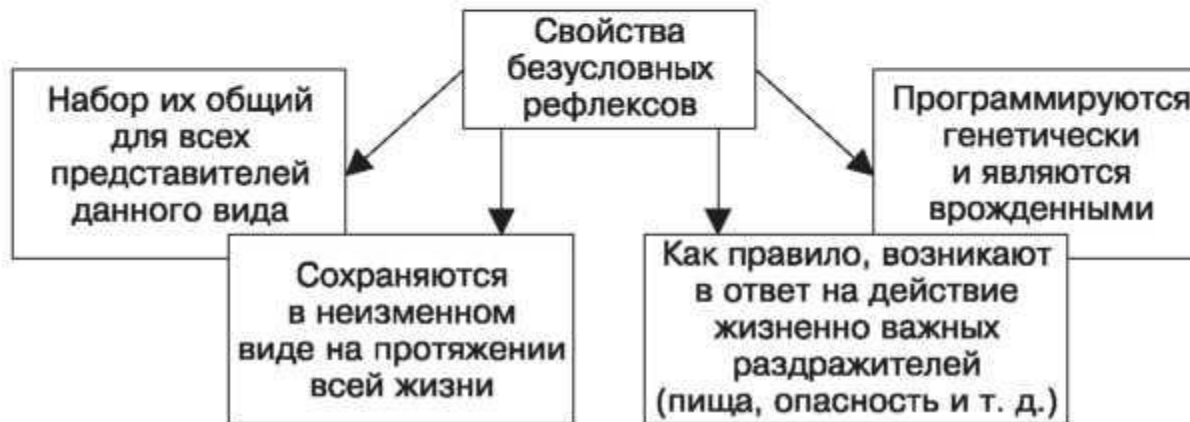 Свойства
безусловных
рефлексов
Набор их общий
для всех
представителей
данного вида
Программируются
генетически
и являются
врожденными
Сохраняются
в неизменном
виде на протяжении
всей жизни
Как правило, возникают
в ответ на действие
жизненно важных
раздражителей
(пища, опасность и т. д.)